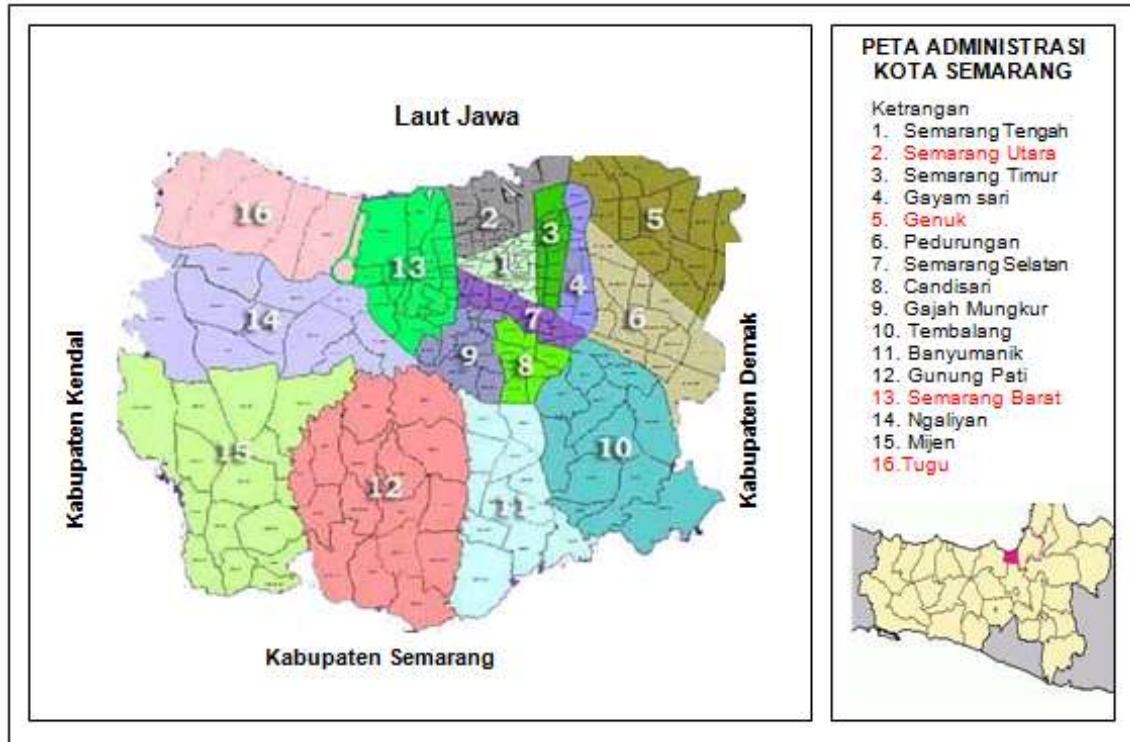 Laut Jawa
16
2
3
5
1
13
4
14
7
6
9
8
15
12
10
11
Kabupaten Kendal
Kabupaten Demak
Kabupaten Semarang
PETA ADMINISTRASI
KOTA SEMARANG
Ketrangan
1. Semarang Tengah
2. Semarang Utara
3. Semarang Timur
4. Gayam sari
5. Genuk
6. Pedurungan
7. Semarang Selatan
8. Candisari
9. Gajah Mungkur
10. Tembalang
11. Banyumanik
12. Gunung Pati
13. Semarang Barat
14. Ngaliyan
15. Mijen
16.Tugu